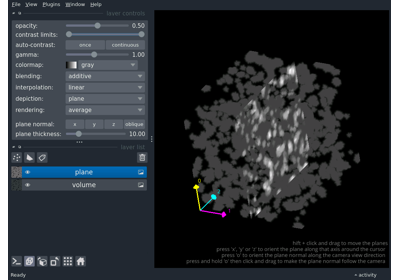 File View Plugins Window Help
layer controls
opacity: 0.50
contrast limits:
auto-contrast: once continuous
gamma: 1.00
colormap: gray
blending: additive
interpolation: linear
depiction: plane
rendering: average
plane normal: x y z oblique
plane thickness: 10.00
layer list
plane
volume
0
shift + click and drag to move the planes
press 'x', 'y' or 'z' to orient the plane along that axis around the cursor
press 'o' to orient the plane normal along the camera view direction
press and hold 'o' then click and drag to make the plane normal follow the camera
Ready
activity